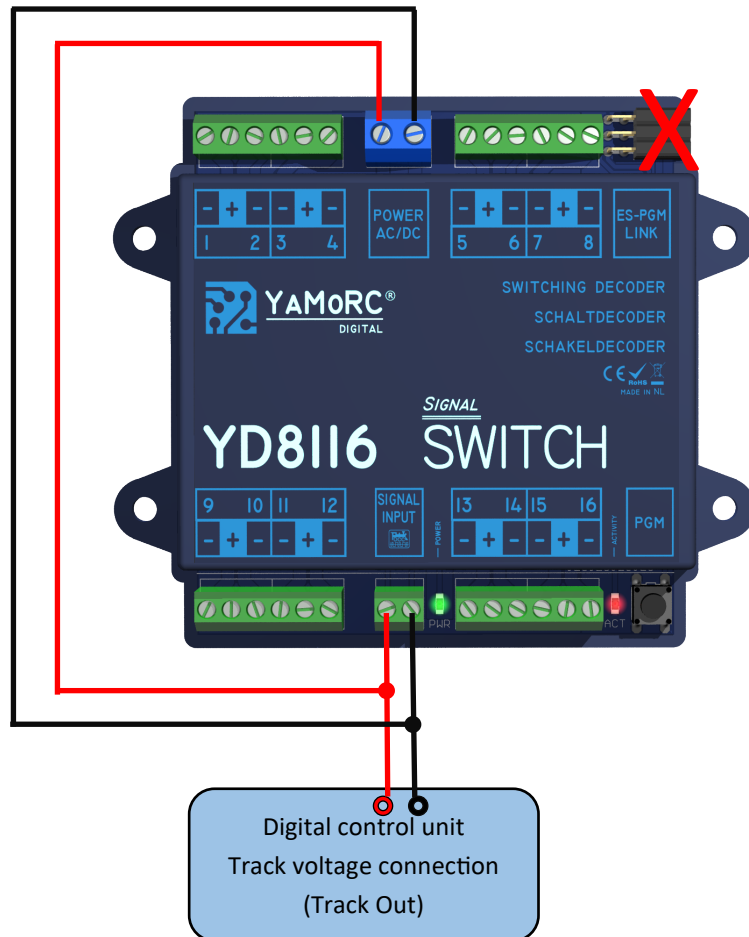 X
- + - - + -
POWER
AC/DC
- + - - + -
ES-PGM
LINK
1 2 3 4
5 6 7 8
YAMORC®
DIGITAL
SWITCHING DECODER
SCHALTDECODER
SCHAKELDECODER
CE RoHS
MADE IN NL
YD8116
SIGNAL
SWITCH
9 10 11 12
SIGNAL
INPUT
13 14 15 16
PGM
- + - - + -
POWER
- + - - + -
ACTIVITY
PWR
ACT
Digital control unit
Track voltage connection
(Track Out)